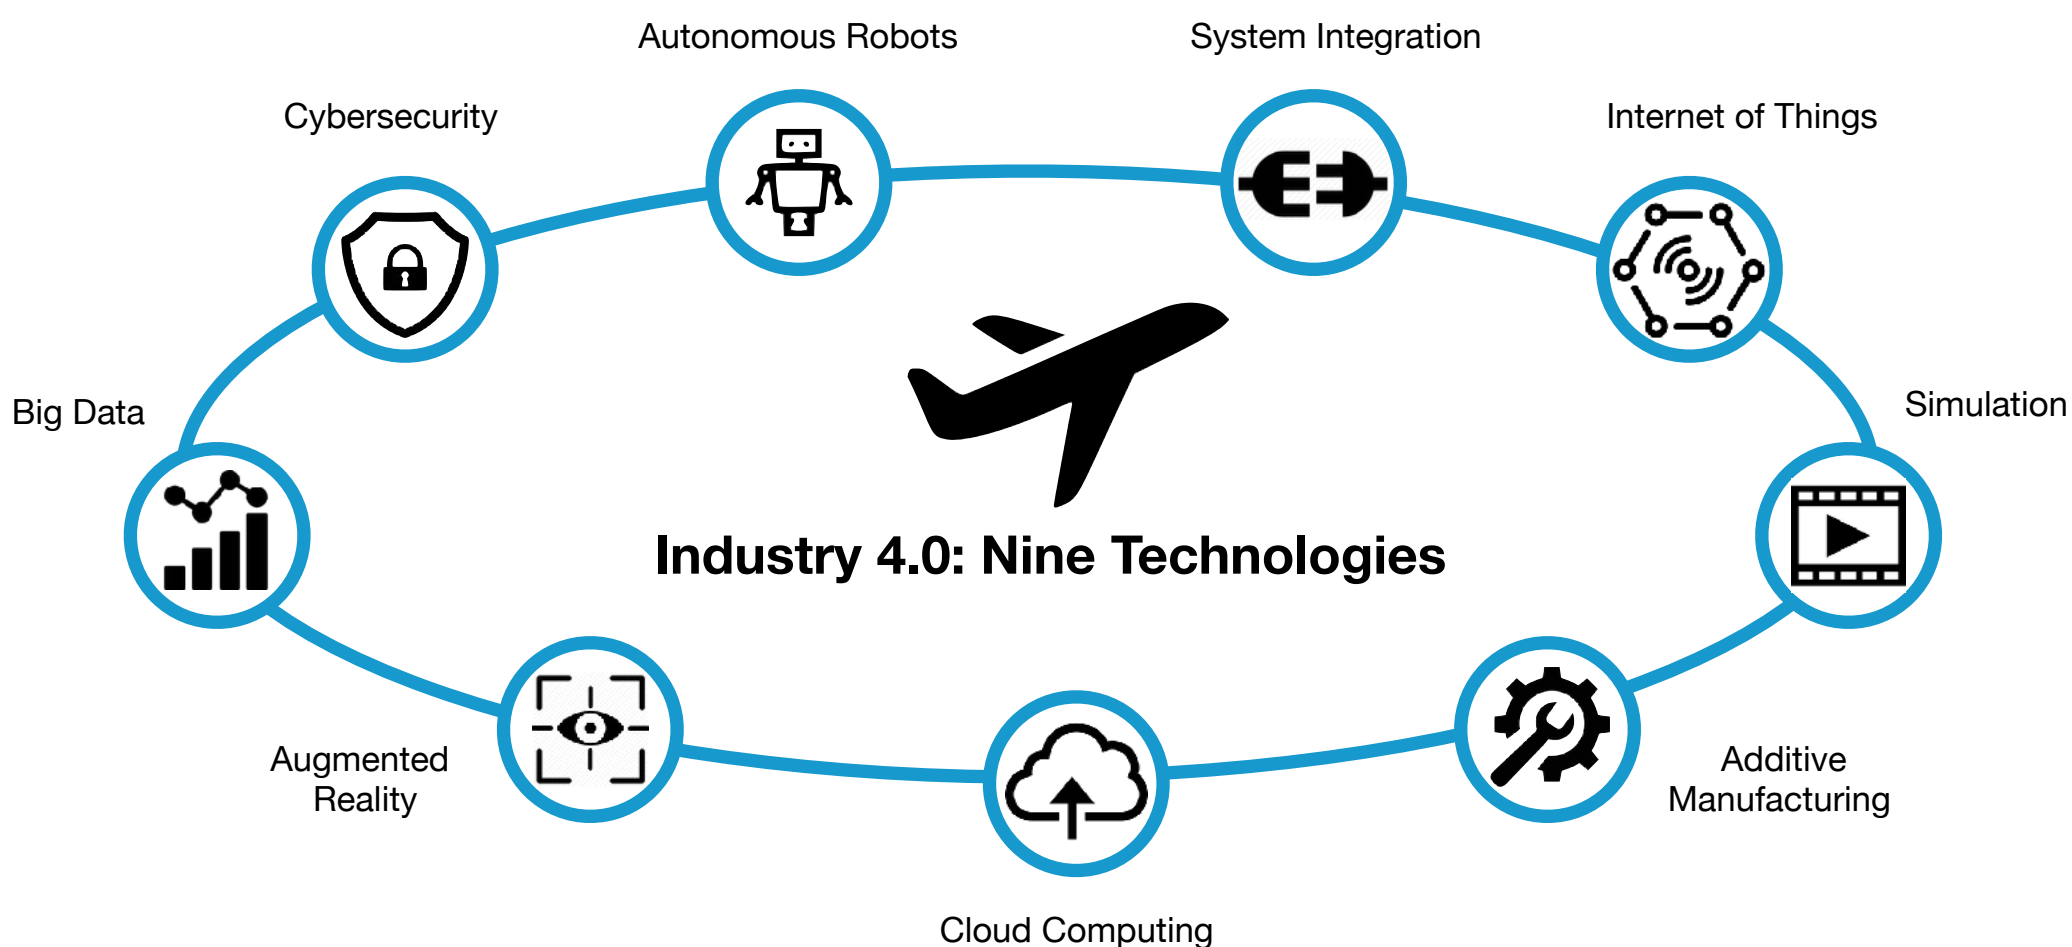 Autonomous Robots
System Integration
Cybersecurity
Internet of Things
Big Data
Simulation
Industry 4.0: Nine Technologies
Augmented
Reality
Additive
Manufacturing
Cloud Computing